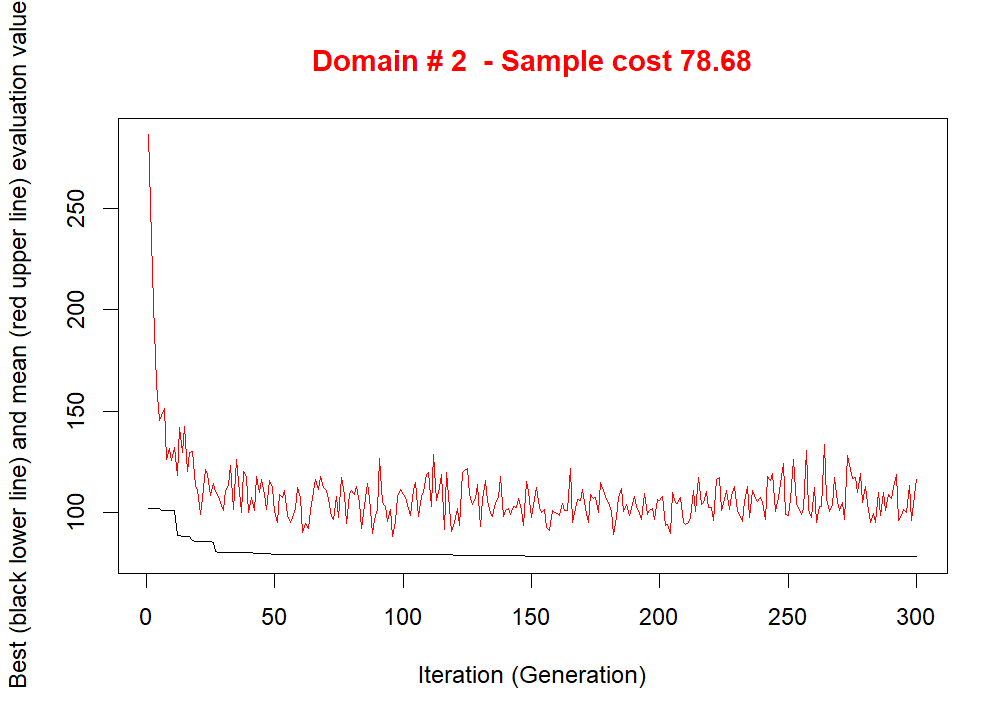 Domain # 2  - Sample cost 78.68
Best (black lower line) and mean (red upper line) evaluation value
250
200
150
100
0 50 100 150 200 250 300
Iteration (Generation)